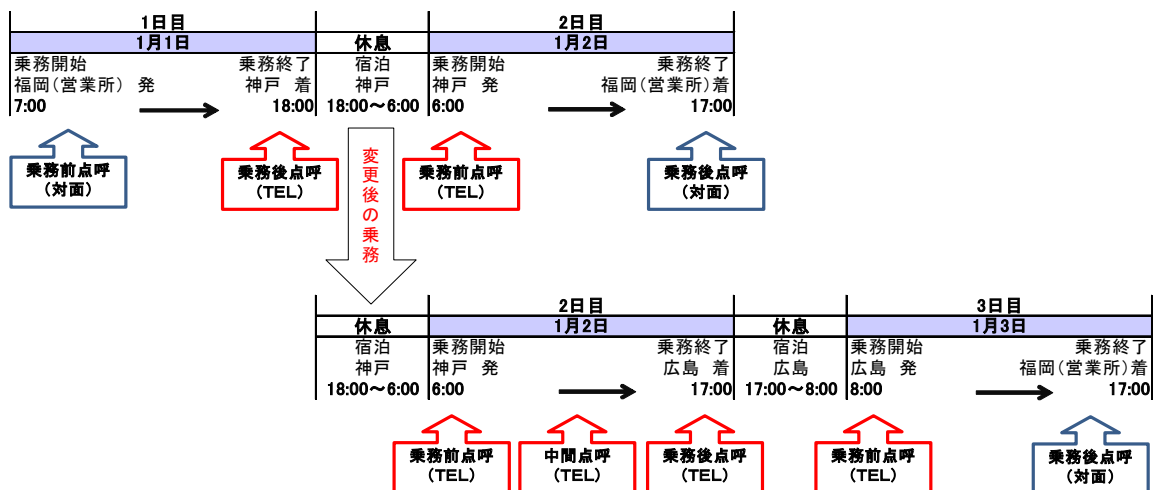 1日目 2日目
1月1日 休息 1月2日
乗務開始 乗務終了 宿泊 乗務開始 乗務終了
福岡(営業所) 発 神戸 着 神戸 神戸 発 福岡(営業所)着
7:00 18:00 18:00～6:00 6:00 17:00
乗務前点呼
(対面)
乗務後点呼
(TEL)
変更後の乗務
乗務前点呼
(TEL)
乗務後点呼
(対面)
2日目 3日目
休息 1月2日 休息 1月3日
宿泊 乗務開始 乗務終了 宿泊 乗務開始 乗務終了
神戸 神戸 発 広島 着 広島 広島 発 福岡(営業所)着
18:00～6:00 6:00 17:00 17:00～8:00 8:00 17:00
乗務前点呼
(TEL)
中間点呼
(TEL)
乗務後点呼
(TEL)
乗務前点呼
(TEL)
乗務後点呼
(対面)